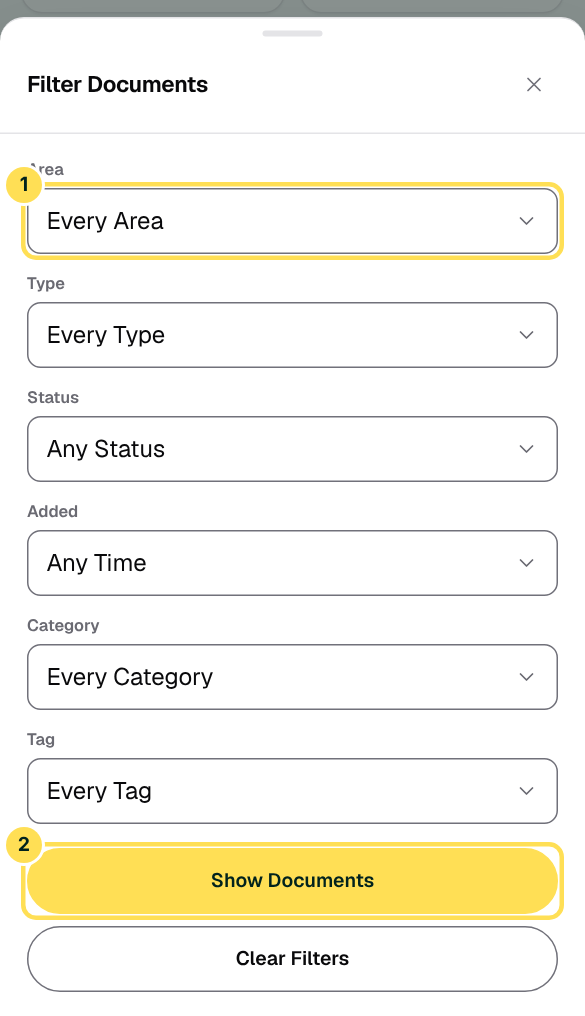 Filter Documents
Area
1
Every Area
Type
Every Type
Status
Any Status
Added
Any Time
Category
Every Category
Tag
Every Tag
2
Show Documents
Clear Filters